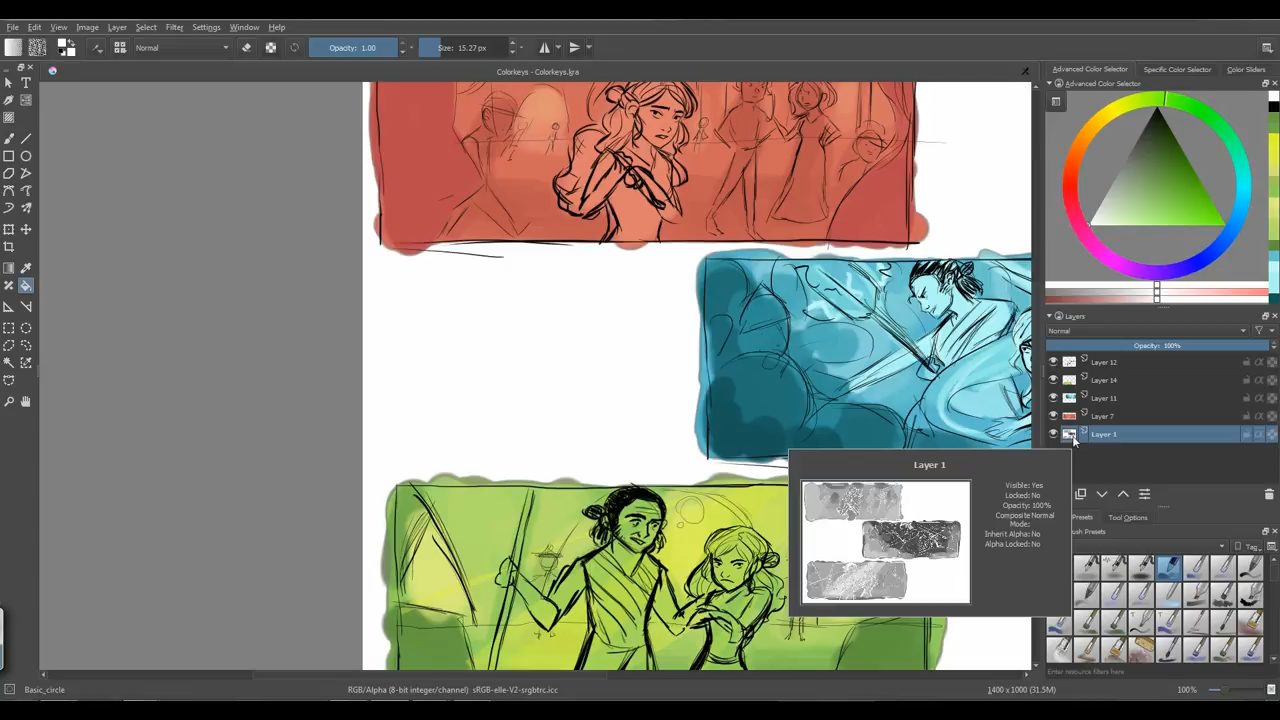 File Edit View Image Layer Select Filter Settings Window Help
Normal Opacity: 1.00 Size: 15.27 px
Colorkeys - Colorkeys.kra
Advanced Color Selector Specific Color Selector Color Sliders
Advanced Color Selector
Layers
Normal
Opacity: 100%
Layer 12
Layer 14
Layer 11
Layer 7
Layer 1
Layer 1
Visible: Yes
Locked: No
Opacity: 100%
Composite Normal
Mode:
Inherit Alpha: No
Alpha Locked: No
Presets Tool Options
Brush Presets
Tag
Enter resource filters here
Basic_circle RGB/Alpha (8-bit integer/channel) sRGB-elle-V2-srgbtrc.icc 1400 x 1000 (31.5M) 100%